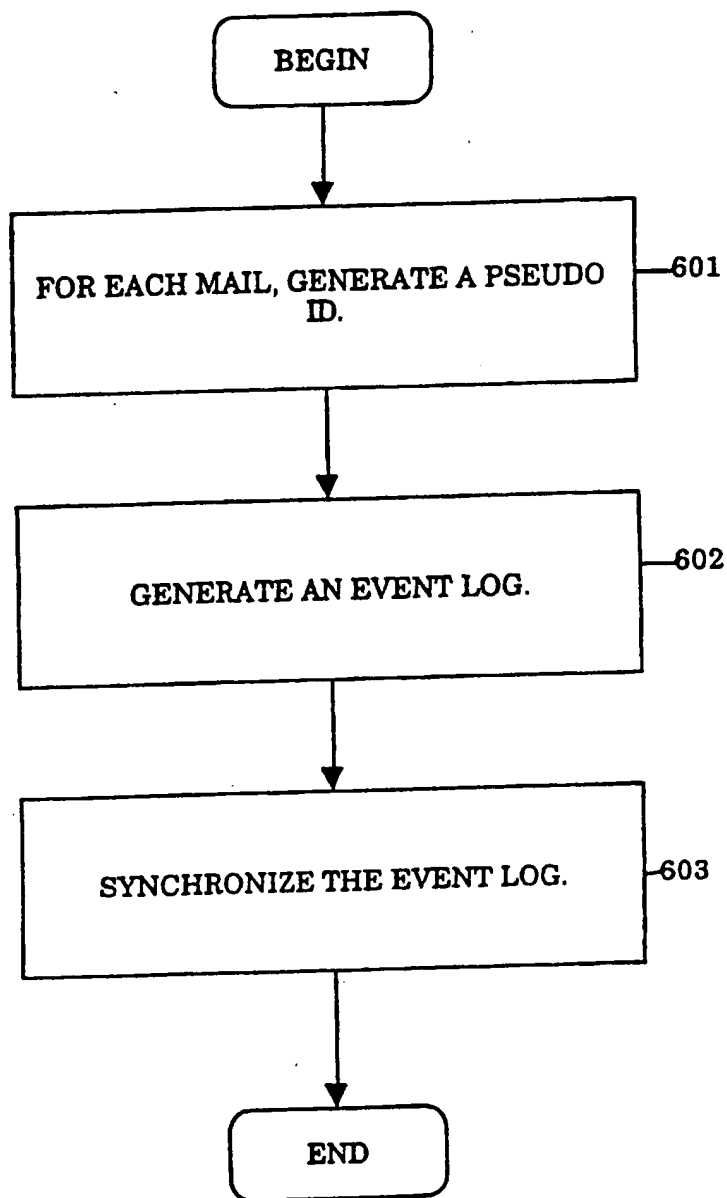 BEGIN
FOR EACH MAIL, GENERATE A PSEUDO
ID.
601
GENERATE AN EVENT LOG.
602
SYNCHRONIZE THE EVENT LOG.
603
END